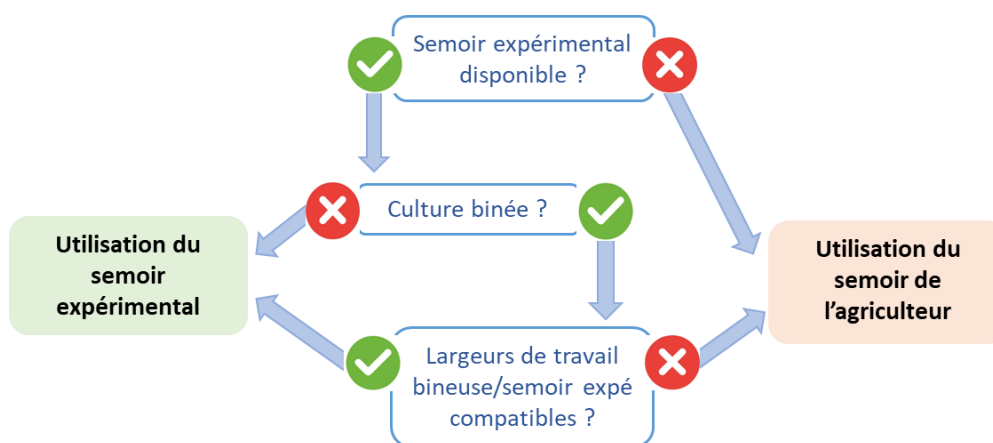 Semoir expérimental
disponible ?
Culture binée ?
Utilisation du
semoir
expérimental
Utilisation du
semoir de
l’agriculteur
Largeurs de travail
bineuse/semoir expé
compatibles ?